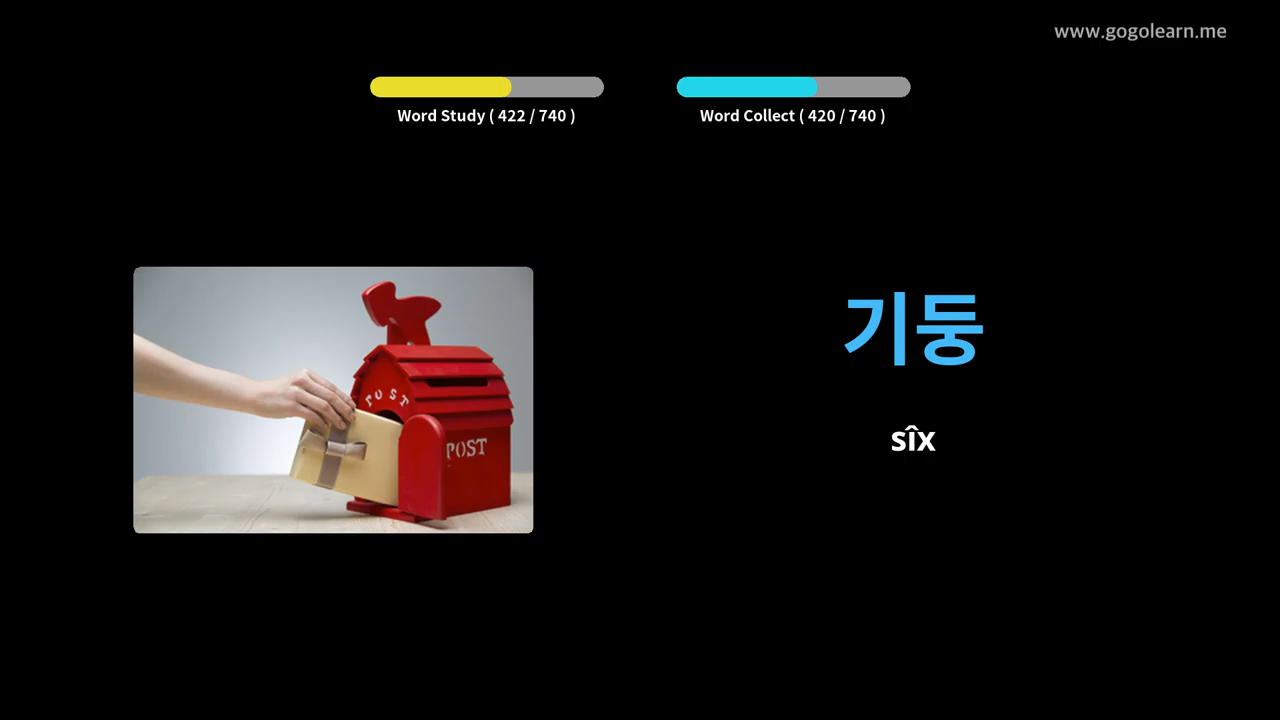 www.gogolearn.me
Word Study ( 422 / 740 )
Word Collect ( 420 / 740 )
POST
POST
기둥
sîx